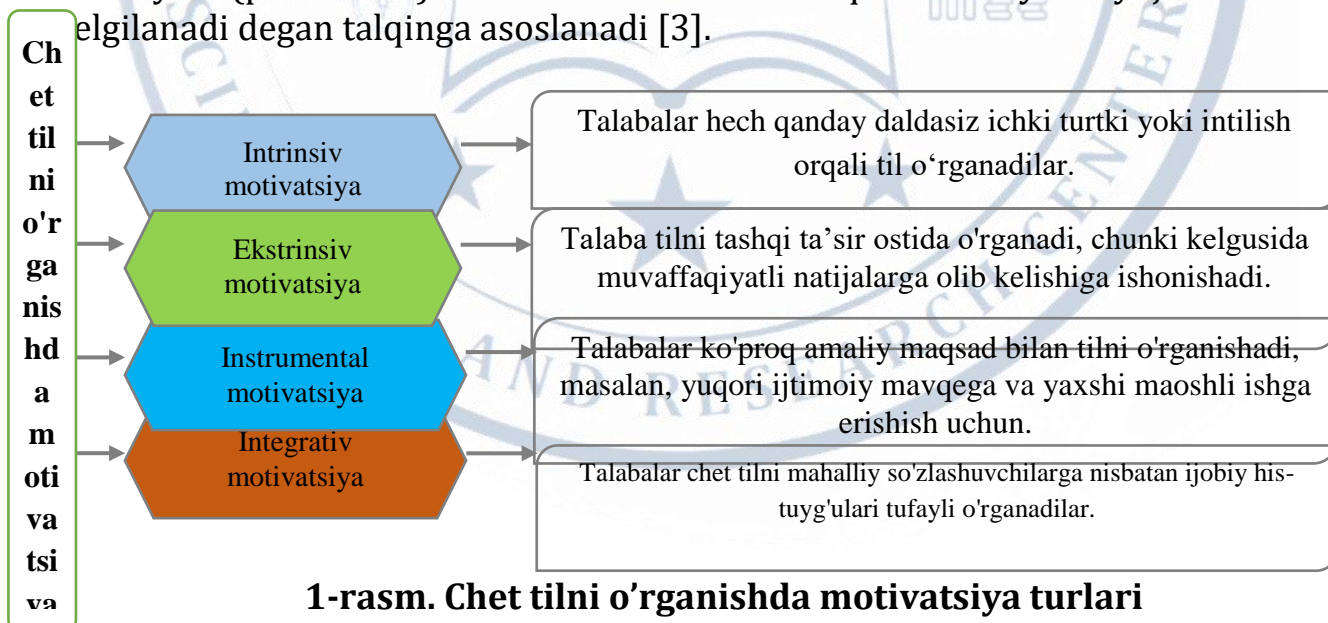 elgilanadi degan talqinga asoslanadi [3].
Ch
et
til
ni
o'r
ga
nis
hd
a
m
oti
va
tsi
ya
Intrinsiv
motivatsiya
Talabalar hech qanday daldasiz ichki turtki yoki intilish
orqali til o‘rganadilar.
Ekstrinsiv
motivatsiya
Talaba tilni tashqi ta’sir ostida o'rganadi, chunki kelgusida
muvaffaqiyatli natijalarga olib kelishiga ishonishadi.
Instrumental
motivatsiya
Talabalar ko'proq amaliy maqsad bilan tilni o'rganishadi,
masalan, yuqori ijtimoiy mavqega va yaxshi maoshli ishga
erishish uchun.
Integrativ
motivatsiya
Talabalar chet tilni mahalliy so'zlashuvchilarga nisbatan ijobiy his-
tuyg'ulari tufayli o'rganadilar.
1-rasm. Chet tilni o’rganishda motivatsiya turlari
AND RESEARCH CENTER